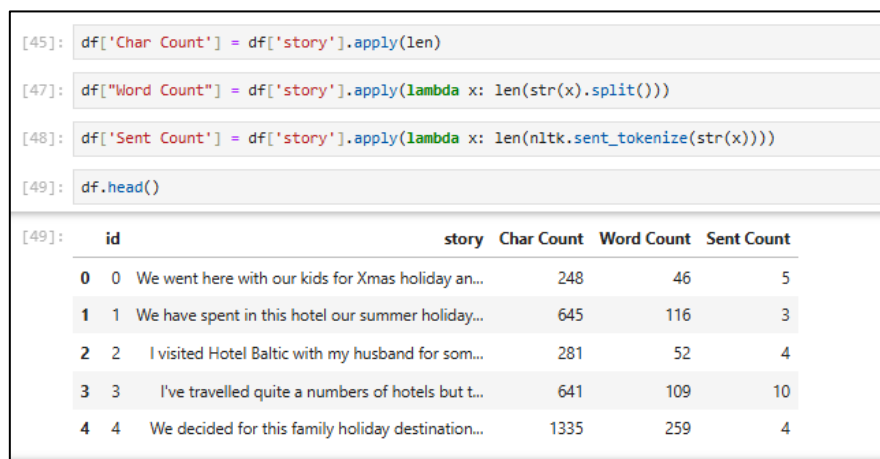 [45]: df['Char Count'] = df['story'].apply(len)
[47]: df["Word Count"] = df['story'].apply(lambda x: len(str(x).split()))
[48]: df['Sent Count'] = df['story'].apply(lambda x: len(nltk.sent_tokenize(str(x))))
[49]: df.head()
[49]: id story Char Count Word Count Sent Count
0 0 We went here with our kids for Xmas holiday an... 248 46 5
1 1 We have spent in this hotel our summer holiday... 645 116 3
2 2 I visited Hotel Baltic with my husband for som... 281 52 4
3 3 I've travelled quite a numbers of hotels but t... 641 109 10
4 4 We decided for this family holiday destination... 1335 259 4